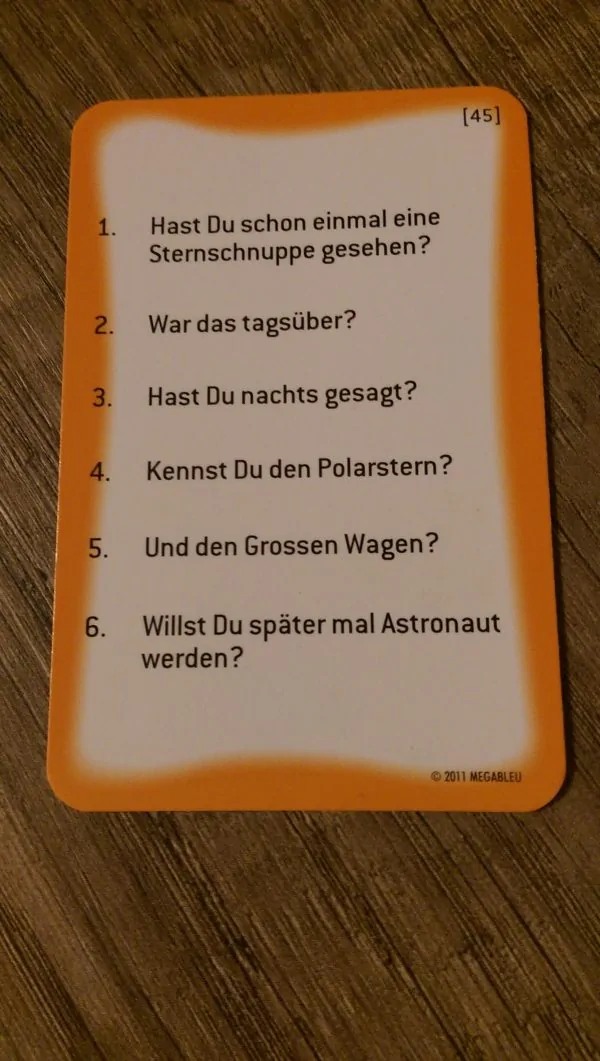 [45]
1. Hast Du schon einmal eine
Sternschnuppe gesehen?
2. War das tagsüber?
3. Hast Du nachts gesagt?
4. Kennst Du den Polarstern?
5. Und den Grossen Wagen?
6. Willst Du später mal Astronaut
werden?
© 2011 MEGABLEU